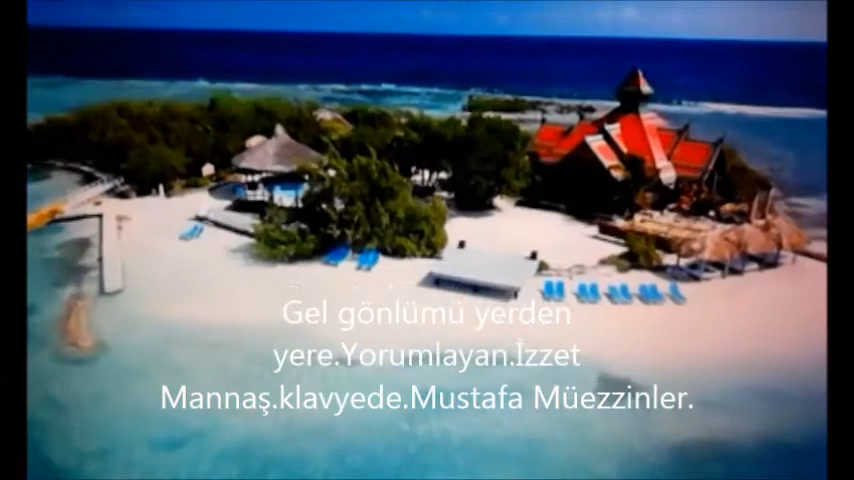 Gel gönlümü yerden
yere.Yorumlayan.İzzet
Mannaş.klavyede.Mustafa Müezzinler.